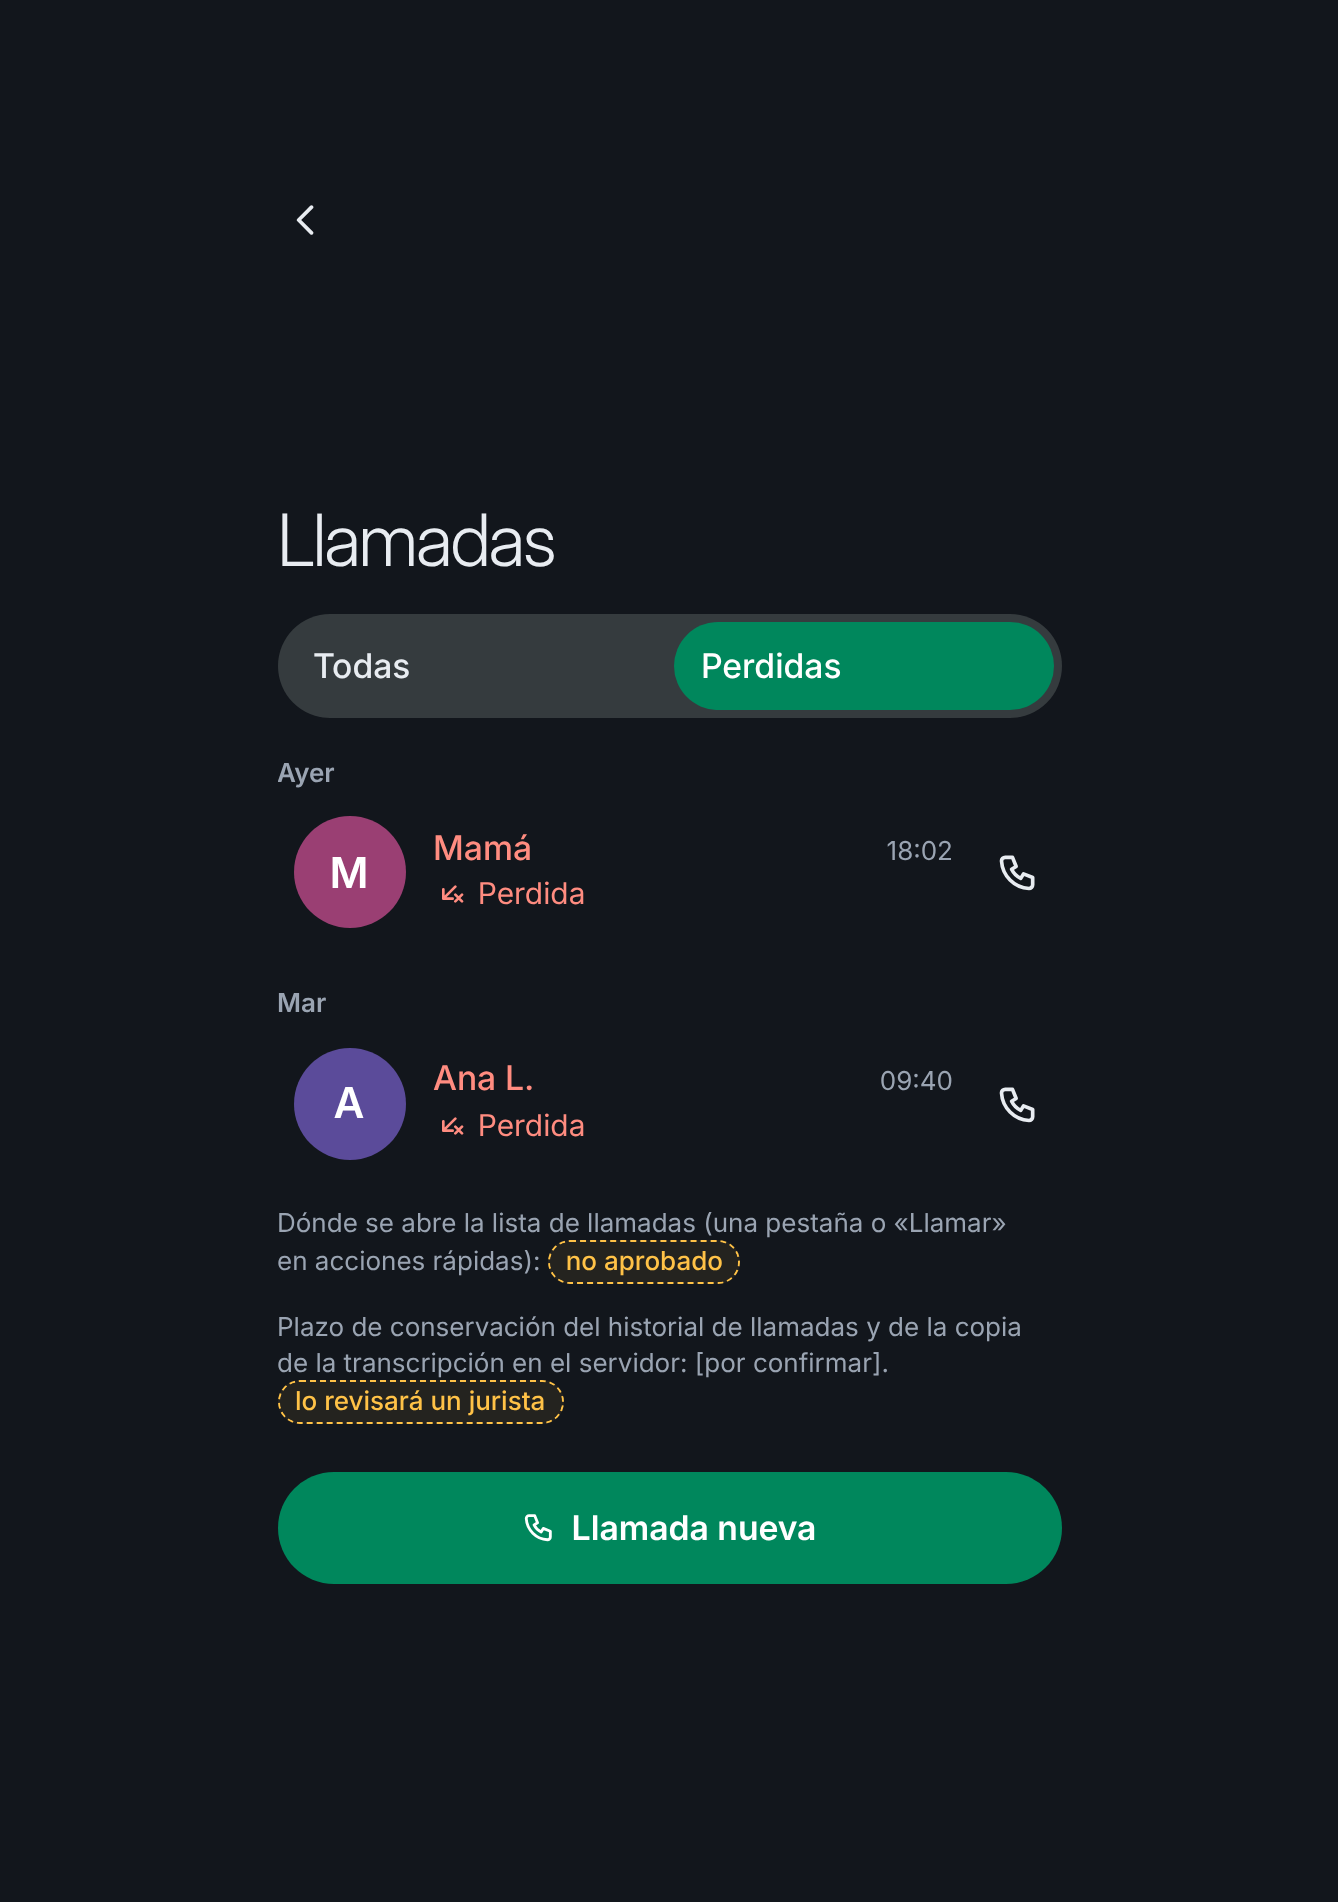 Llamadas
Todas
Perdidas
Ayer
M
Mamá
18:02
Perdida
Mar
A
Ana L.
09:40
Perdida
Dónde se abre la lista de llamadas (una pestaña o «Llamar»
en acciones rápidas): no aprobado
Plazo de conservación del historial de llamadas y de la copia
de la transcripción en el servidor: [por confirmar].
lo revisará un jurista
Llamada nueva